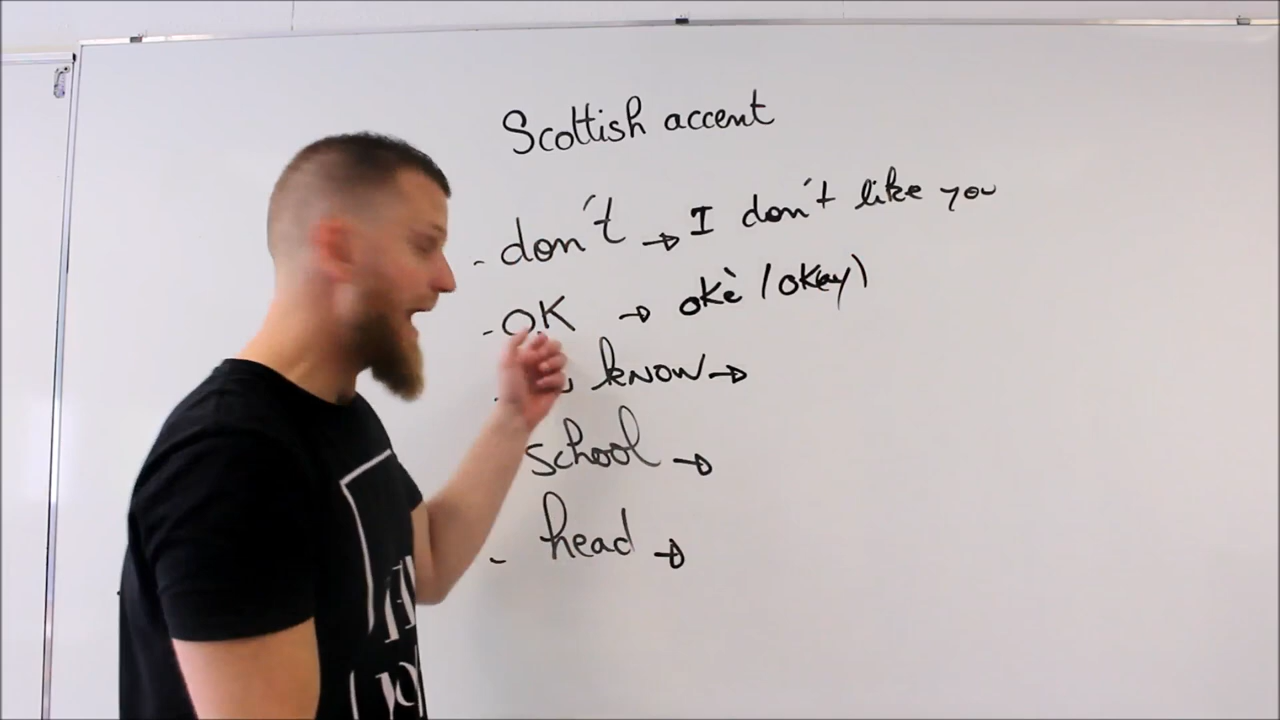 Scottish accent
- don't → I don't like you
- OK → okè (okay)
- know →
school →
- head →